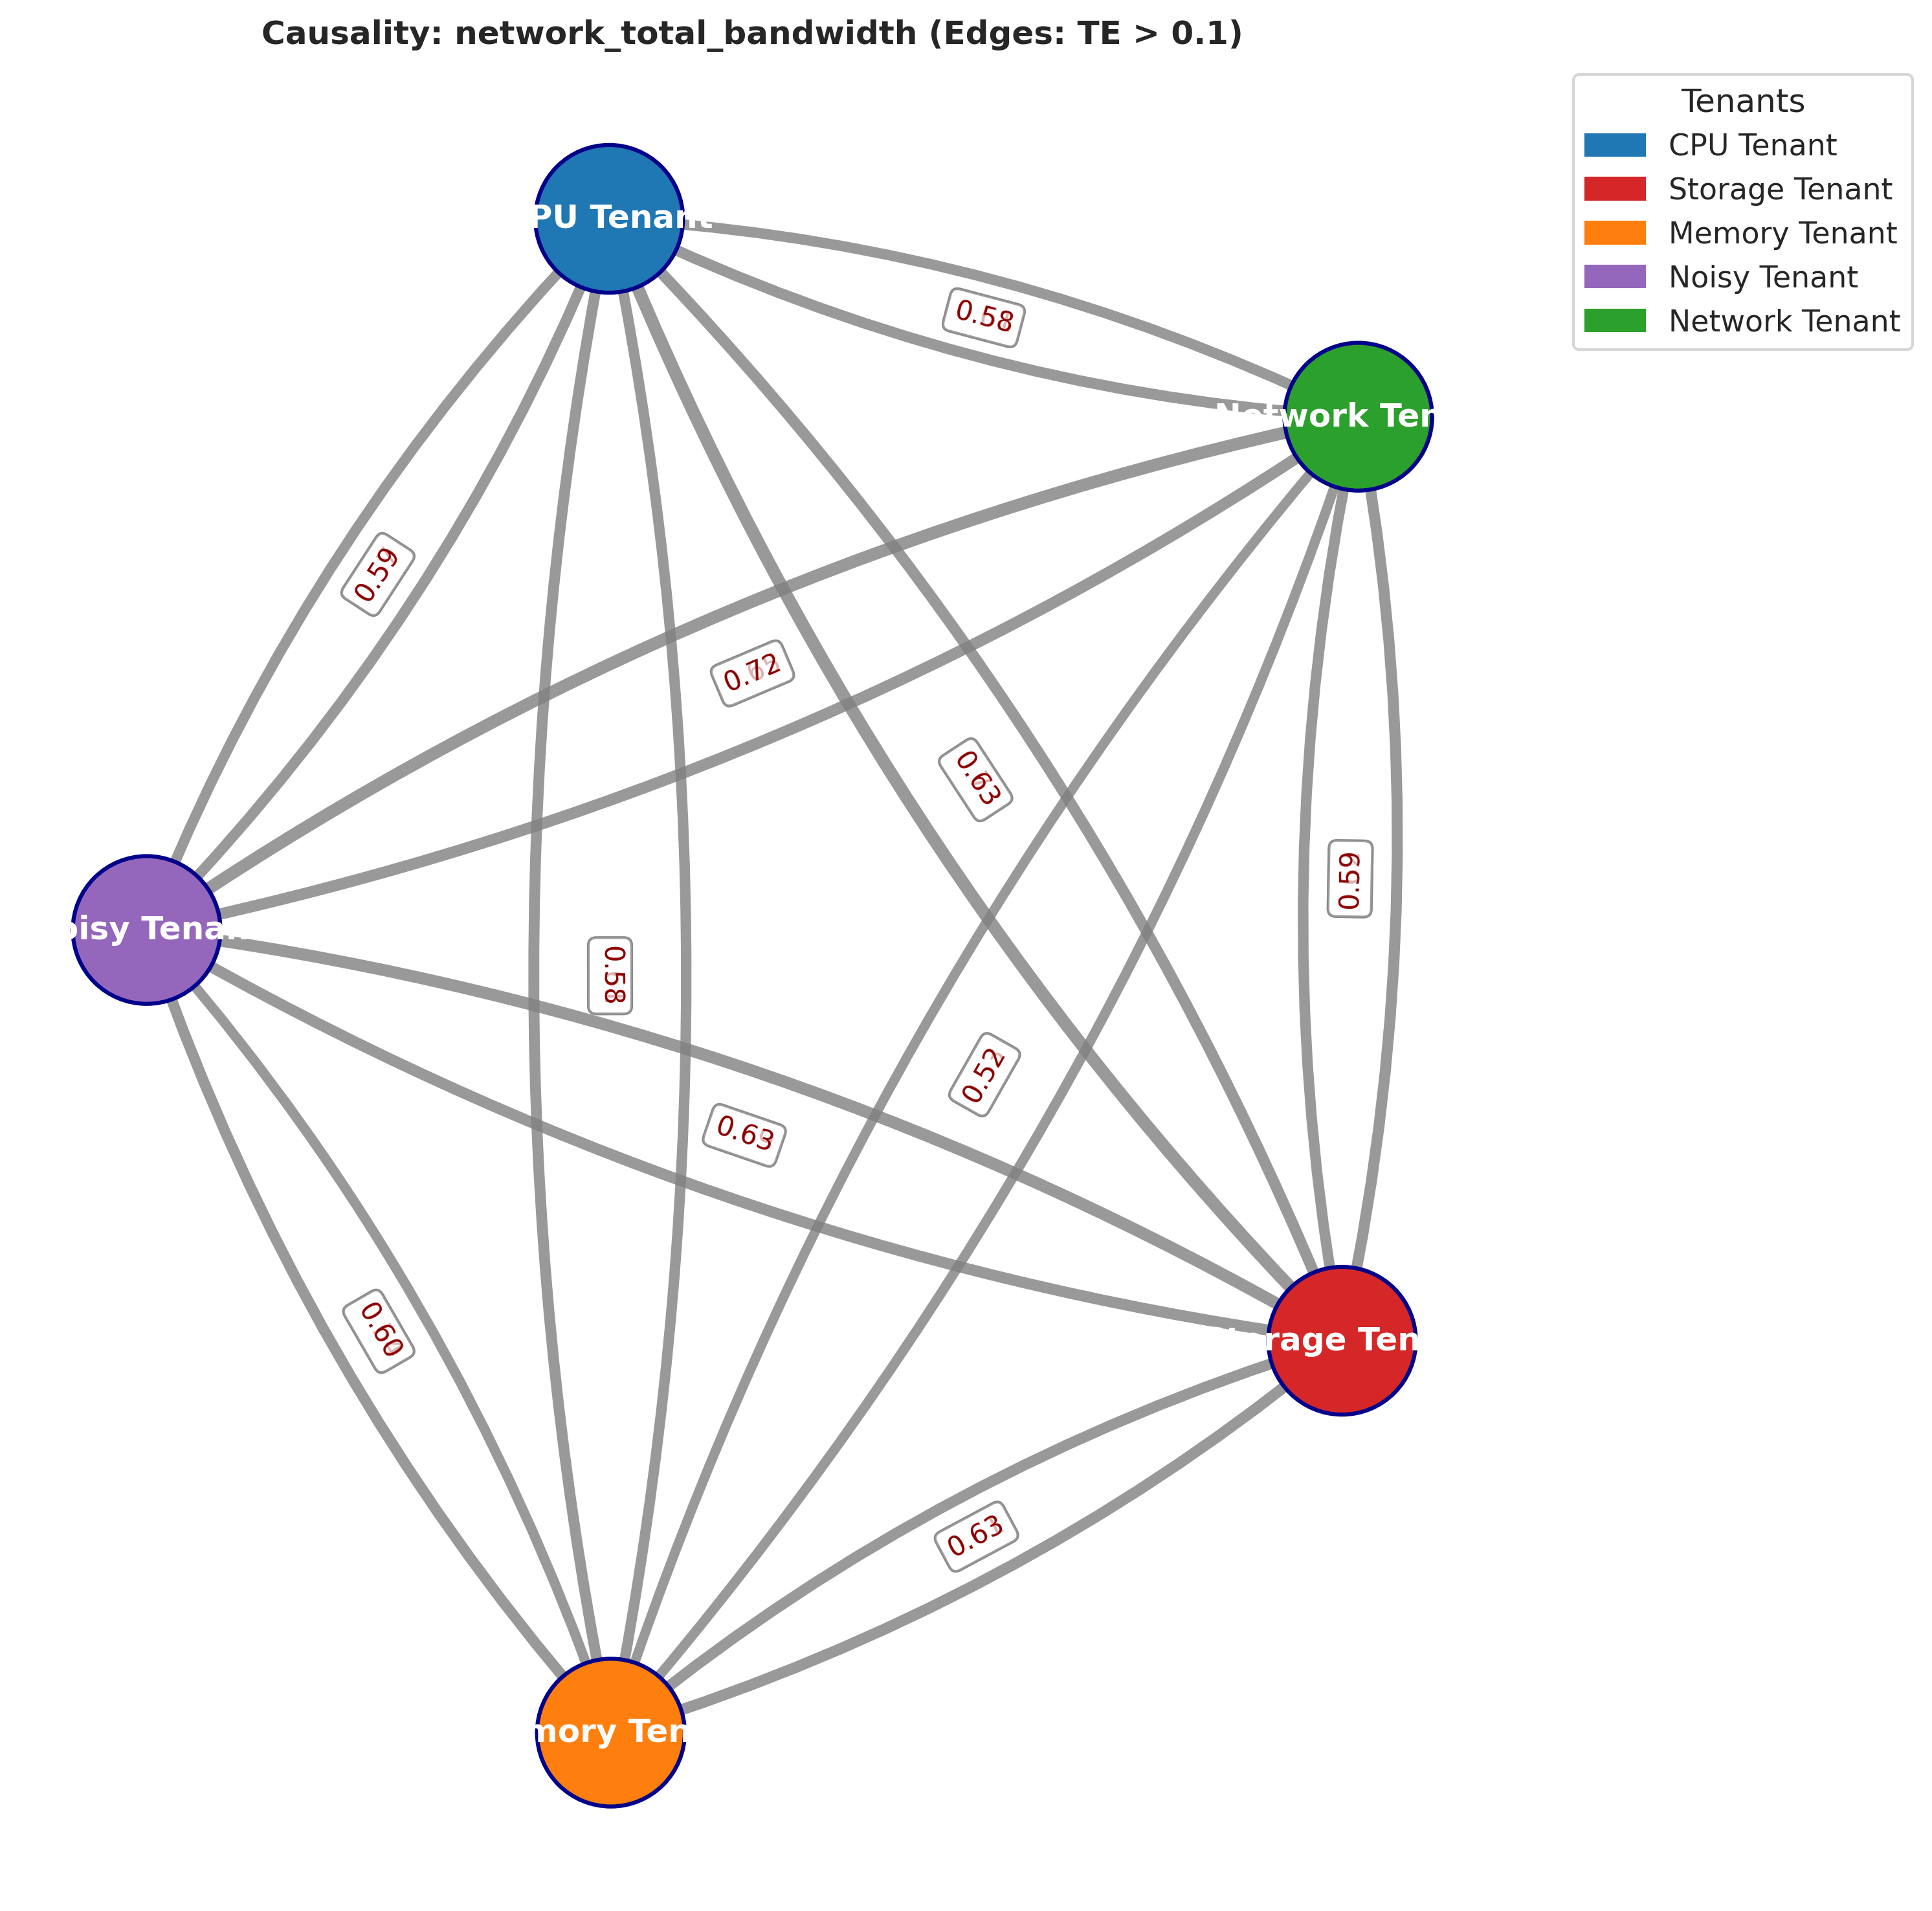 Causality: network_total_bandwidth (Edges: TE > 0.1)
Tenants
CPU Tenant
Storage Tenant
Memory Tenant
Noisy Tenant
Network Tenant
PU Tenant
0.58
Network Ten
0.59
0.72
0.63
0.59
oisy Tenan
0.58
0.52
0.63
rage Ten
0.60
0.63
mory Ten